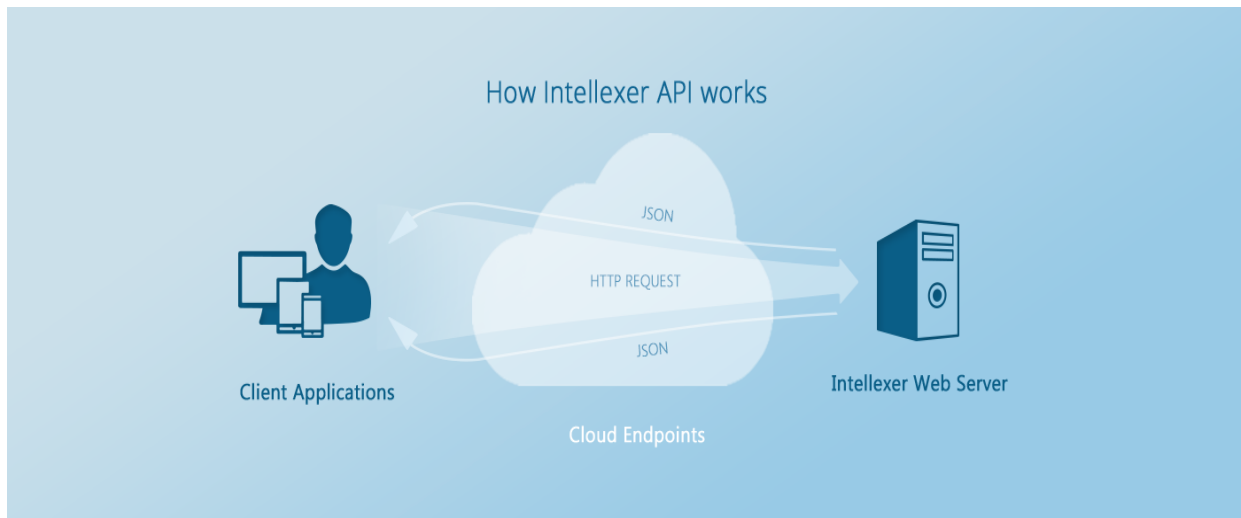 How Intellexer API works
JSON
HTTP REQUEST
JSON
Client Applications
Intellexer Web Server
Cloud Endpoints